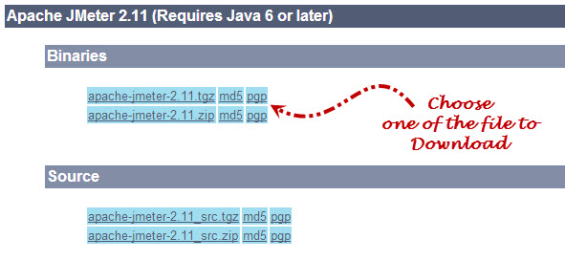 Apache JMeter 2.11 (Requires Java 6 or later)
Binaries
apache-jmeter-2.11.tgz md5 pgp
apache-jmeter-2.11.zip md5 pgp
Choose
one of the file to
Download
Source
apache-jmeter-2.11_src.tgz md5 pgp
apache-jmeter-2.11_src.zip md5 pgp